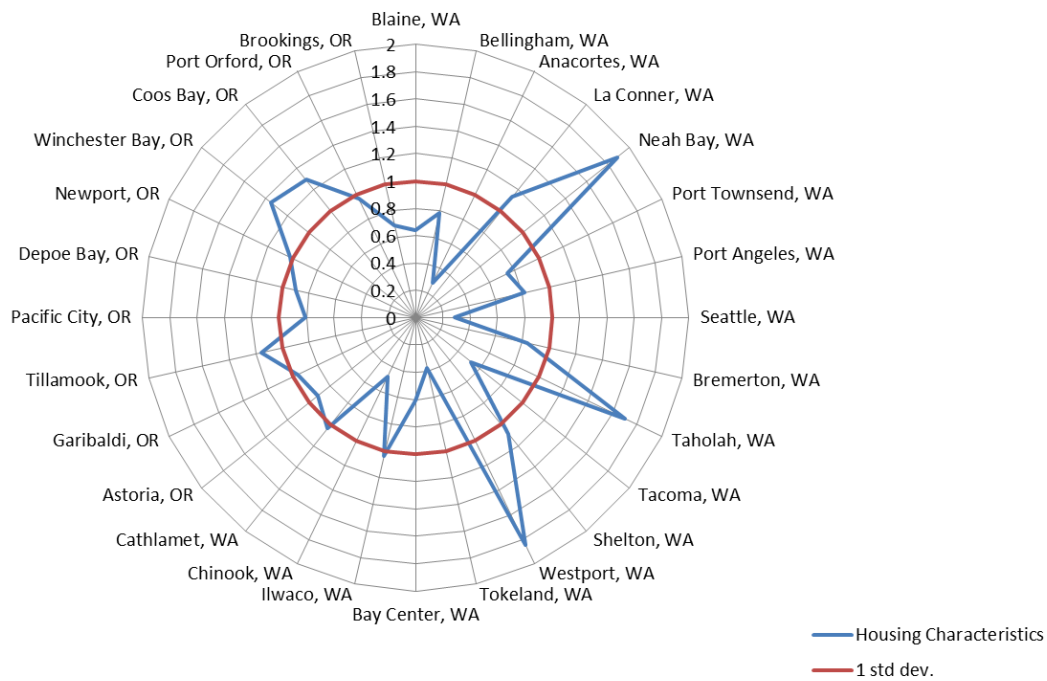 Blaine, WA
Bellingham, WA
Anacortes, WA
La Conner, WA
Neah Bay, WA
Port Townsend, WA
Port Angeles, WA
Seattle, WA
Bremerton, WA
Taholah, WA
Tacoma, WA
Shelton, WA
Westport, WA
Tokeland, WA
Bay Center, WA
Ilwaco, WA
Chinook, WA
Cathlamet, WA
Astoria, OR
Garibaldi, OR
Tillamook, OR
Pacific City, OR
Depoe Bay, OR
Newport, OR
Winchester Bay, OR
Coos Bay, OR
Port Orford, OR
Brookings, OR
2
1.8
1.6
1.4
1.2
1
0.8
0.6
0.4
0.2
0
Housing Characteristics
1 std dev.